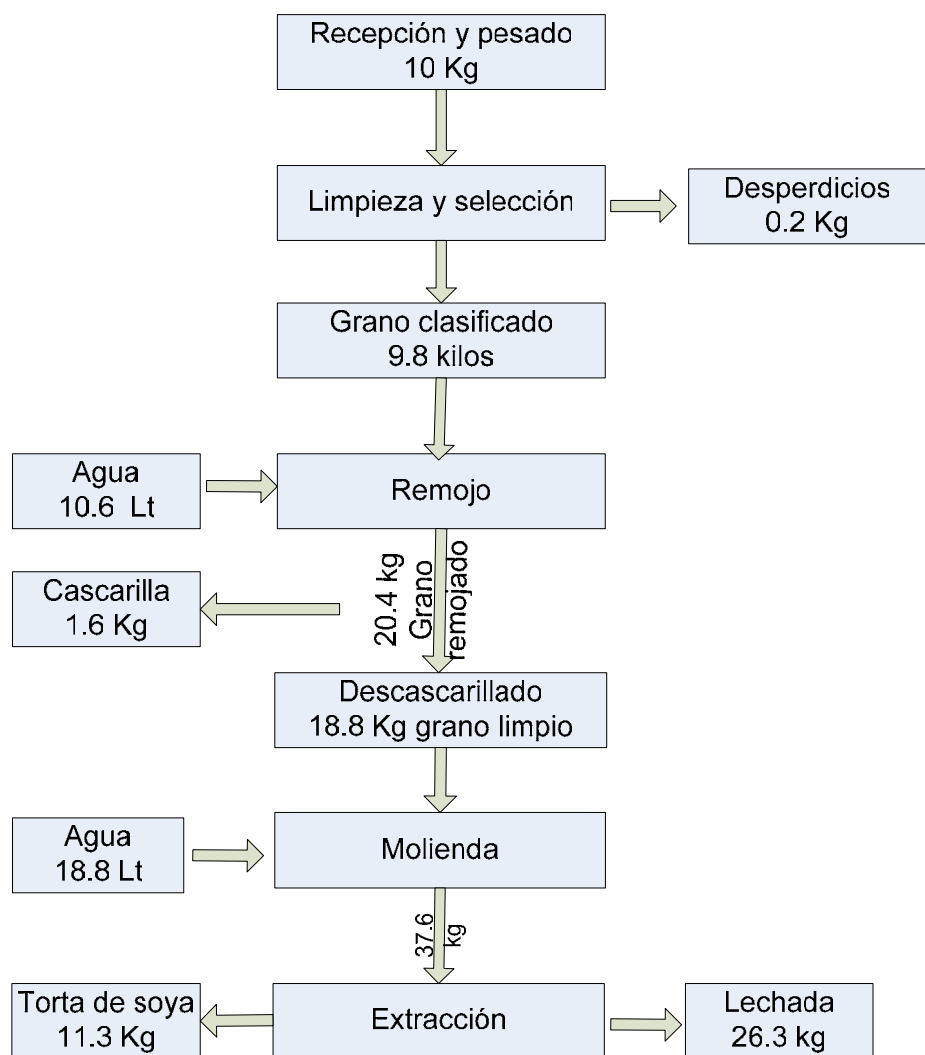 Recepción y pesado
10 Kg
Limpieza y selección
Desperdicios
0.2 Kg
Grano clasificado
9.8 kilos
Agua
10.6 Lt
Remojo
20.4 kg
Grano
remojado
Cascarilla
1.6 Kg
Descascarillado
18.8 Kg grano limpio
Agua
18.8 Lt
Molienda
37.6
kg
Torta de soya
11.3 Kg
Extracción
Lechada
26.3 kg